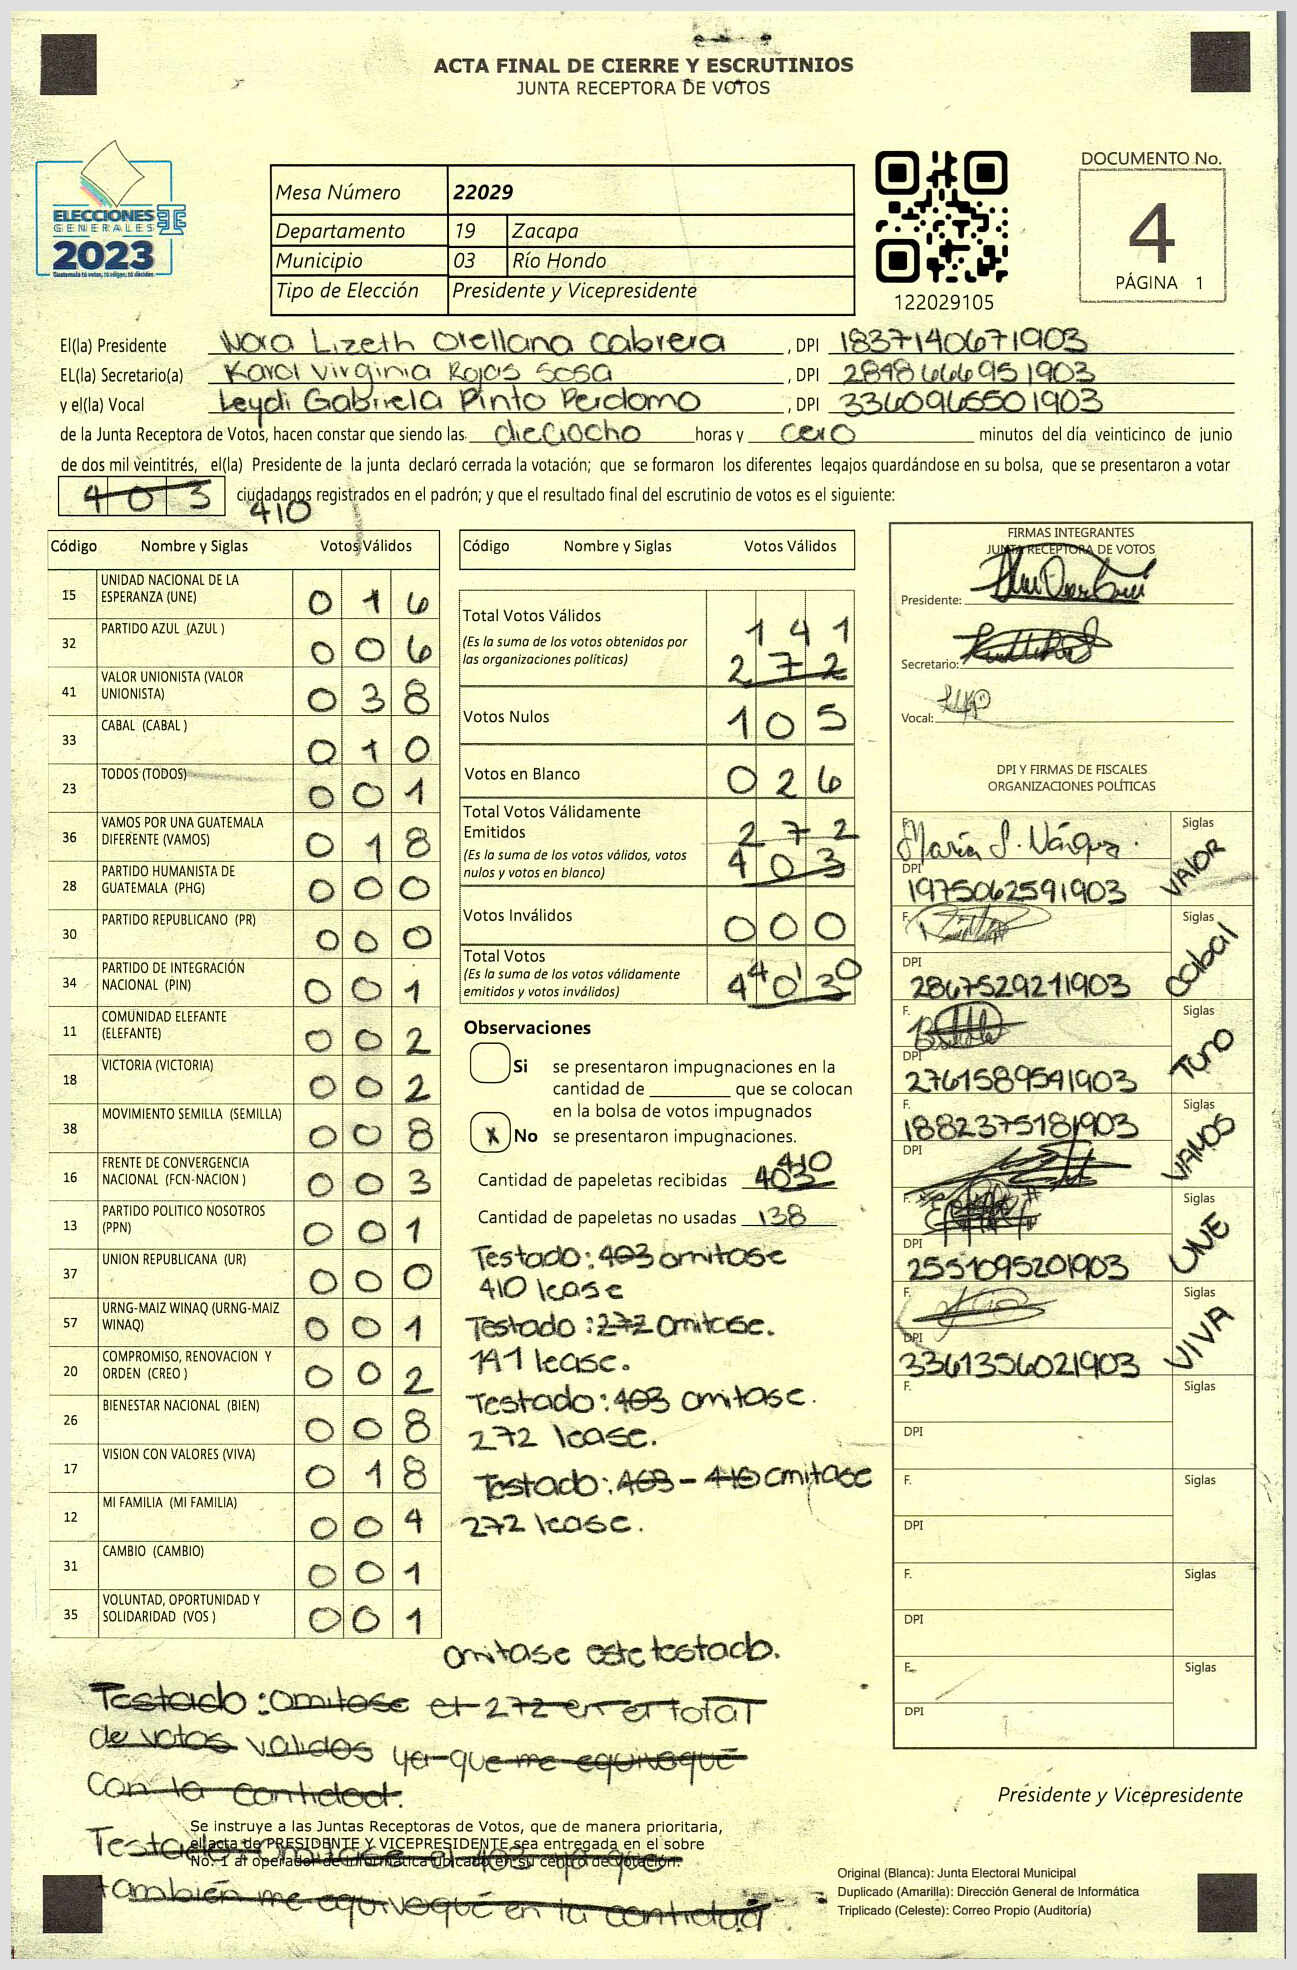 ACTA FINAL DE CIERRE Y ESCRUTINIOS
JUNTA RECEPTORA DE VOTOS
ELECCIONES
GENERALES
2023
Guatemala tú votas, tú eliges, tú decides
Mesa Número 22029
Departamento 19 Zacapa
Municipio 03 Río Hondo
Tipo de Elección Presidente y Vicepresidente
122029105
DOCUMENTO No.
4
PÁGINA 1
El(la) Presidente Nora Lizeth Orellana Cabrera , DPI 1837140671903
EL(la) Secretario(a) Karol Virginia Rojas Sosa , DPI 2848666951903
y el(la) Vocal Leydi Gabriela Pinto Perdomo , DPI 3360965501903
de la Junta Receptora de Votos, hacen constar que siendo las dieciocho horas y cero minutos del día veinticinco de junio
de dos mil veintitrés, el(la) Presidente de la junta declaró cerrada la votación; que se formaron los diferentes legajos guardándose en su bolsa, que se presentaron a votar
403 ciudadanos registrados en el padrón; y que el resultado final del escrutinio de votos es el siguiente:
410
Código Nombre y Siglas Votos Válidos
15 UNIDAD NACIONAL DE LA
ESPERANZA (UNE) 0 1 6
32 PARTIDO AZUL (AZUL ) 0 0 6
41 VALOR UNIONISTA (VALOR
UNIONISTA) 0 3 8
33 CABAL (CABAL ) 0 1 0
23 TODOS (TODOS) 0 0 1
36 VAMOS POR UNA GUATEMALA
DIFERENTE (VAMOS) 0 1 8
28 PARTIDO HUMANISTA DE
GUATEMALA (PHG) 0 0 0
30 PARTIDO REPUBLICANO (PR) 0 0 0
34 PARTIDO DE INTEGRACIÓN
NACIONAL (PIN) 0 0 1
11 COMUNIDAD ELEFANTE
(ELEFANTE) 0 0 2
18 VICTORIA (VICTORIA) 0 0 2
38 MOVIMIENTO SEMILLA (SEMILLA) 0 0 8
16 FRENTE DE CONVERGENCIA
NACIONAL (FCN-NACION ) 0 0 3
13 PARTIDO POLITICO NOSOTROS
(PPN) 0 0 1
37 UNION REPUBLICANA (UR) 0 0 0
57 URNG-MAIZ WINAQ (URNG-MAIZ
WINAQ) 0 0 1
20 COMPROMISO, RENOVACION Y
ORDEN (CREO ) 0 0 2
26 BIENESTAR NACIONAL (BIEN) 0 0 8
17 VISION CON VALORES (VIVA) 0 1 8
12 MI FAMILIA (MI FAMILIA) 0 0 4
31 CAMBIO (CAMBIO) 0 0 1
35 VOLUNTAD, OPORTUNIDAD Y
SOLIDARIDAD (VOS ) 0 0 1
Código Nombre y Siglas Votos Válidos
Total Votos Válidos 1 4 1
(Es la suma de los votos obtenidos por
las organizaciones políticas) 2 7 2
Votos Nulos 1 0 5
Votos en Blanco 0 2 6
Total Votos Válidamente
Emitidos 2 7 2
(Es la suma de los votos válidos, votos
nulos y votos en blanco) 4 0 3
Votos Inválidos 0 0 0
Total Votos 4 1 0
(Es la suma de los votos válidamente
emitidos y votos inválidos) 4 0 3
Observaciones
Si se presentaron impugnaciones en la
cantidad de ________ que se colocan
en la bolsa de votos impugnados
X No se presentaron impugnaciones.
410
Cantidad de papeletas recibidas 403
Cantidad de papeletas no usadas 138
Testado: 403 omitase
410 lease
Testado: 272 omitase.
141 lease.
Testado: 403 omitase.
272 lease.
Testado: 403 - 410 omitase
272 lease.
omitase este testado.
Testado: omitase el 272 en el total
de votos validos ya que me equivoqué
con la cantidad.
Testado: omitase el 403 ya que
también me equivoqué en la cantidad
Se instruye a las Juntas Receptoras de Votos, que de manera prioritaria,
el acta de PRESIDENTE Y VICEPRESIDENTE sea entregada en el sobre
No. 1 al operador de informática ubicado en su centro de votación.
FIRMAS INTEGRANTES
JUNTA RECEPTORA DE VOTOS
Presidente:
Secretario:
Vocal:
DPI Y FIRMAS DE FISCALES
ORGANIZACIONES POLÍTICAS
F. María S. Vásquez. Siglas
DPI 1975062591903 VALOR
F. Siglas
DPI 2867529211903 Cabal
F. Siglas
DPI 2761589541903 TUNO
F. 1882375181903 Siglas
DPI VAMOS
F. Siglas
DPI 2551095201903 UNE
F. Siglas
DPI 3361356021903 VIVA
F. Siglas
DPI
F. Siglas
DPI
F. Siglas
DPI
F. Siglas
DPI
Presidente y Vicepresidente
Original (Blanca): Junta Electoral Municipal
Duplicado (Amarilla): Dirección General de Informática
Triplicado (Celeste): Correo Propio (Auditoría)